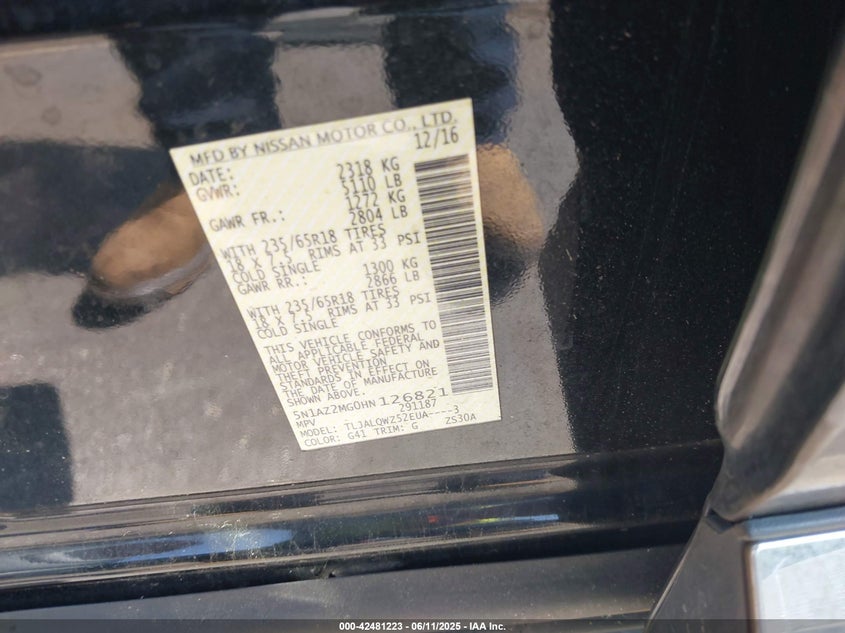 MFD BY NISSAN MOTOR CO., LTD.
DATE: 12/16
GVWR: 2318 KG
5110 LB
GAWR FR.: 1272 KG
2804 LB
WITH 235/65R18 TIRES
18 X 7.5 RIMS AT 33 PSI
COLD SINGLE
GAWR RR.: 1300 KG
2866 LB
WITH 235/65R18 TIRES
18 X 7.5 RIMS AT 33 PSI
COLD SINGLE
THIS VEHICLE CONFORMS TO
ALL APPLICABLE FEDERAL
MOTOR VEHICLE SAFETY AND
THEFT PREVENTION
STANDARDS IN EFFECT ON
THE DATE OF MANUFACTURE
SHOWN ABOVE.
5N1AZ2MG0HN126821
MPV 291187
MODEL: TLJALQWZ52EUA----3
COLOR: G41 TRIM: G ZS30A
000-42481223 - 06/11/2025 - IAA Inc.